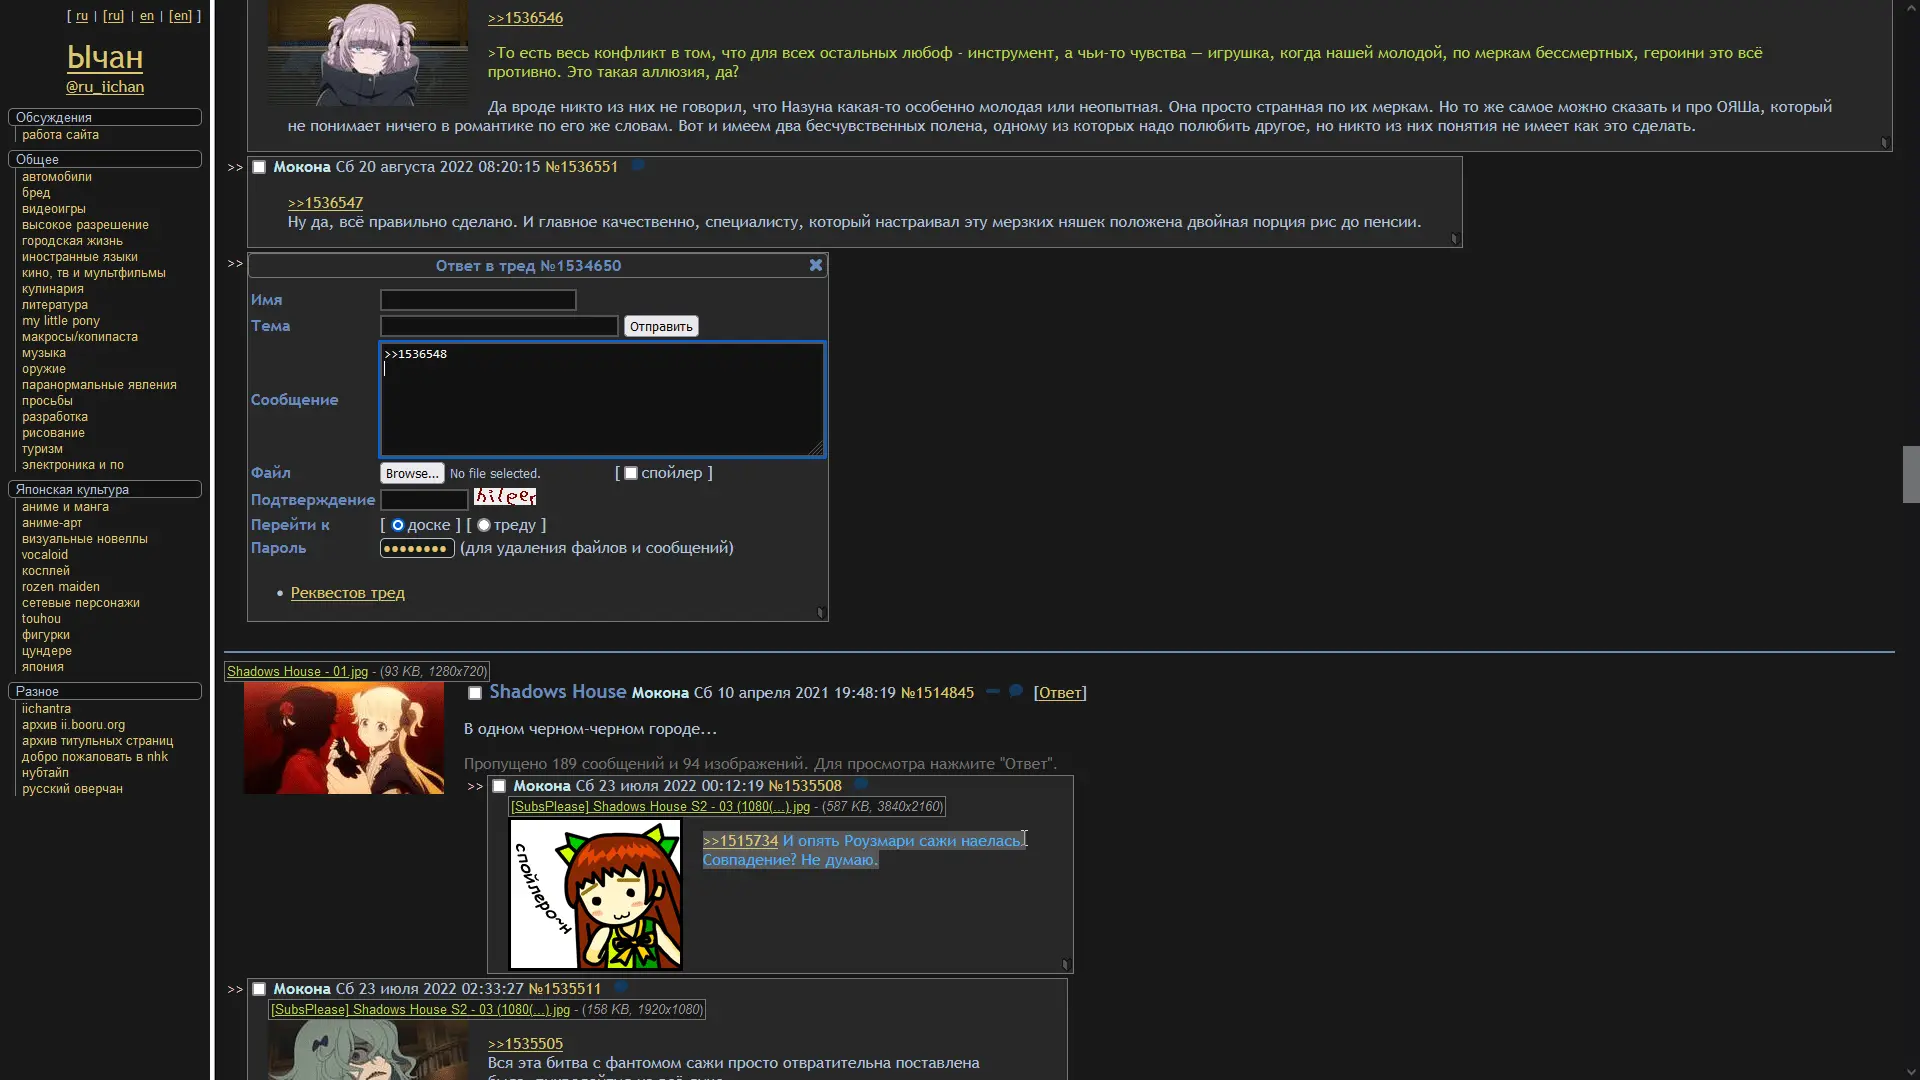 [ ru | [ru] | en | [en] ]
Ычан
@ru_iichan
Обсуждения
работа сайта
Общее
автомобили
бред
видеоигры
высокое разрешение
городская жизнь
иностранные языки
кино, тв и мультфильмы
кулинария
литература
my little pony
макросы/копипаста
музыка
оружие
паранормальные явления
просьбы
разработка
рисование
туризм
электроника и по
Японская культура
аниме и манга
аниме-арт
визуальные новеллы
vocaloid
косплей
rozen maiden
сетевые персонажи
touhou
фигурки
цундере
япония
Разное
iichantra
архив ii.booru.org
архив титульных страниц
добро пожаловать в nhk
нубтайп
русский оверчан
>>1536546
>То есть весь конфликт в том, что для всех остальных любоф - инструмент, а чьи-то чувства — игрушка, когда нашей молодой, по меркам бессмертных, героини это всё
противно. Это такая аллюзия, да?
Да вроде никто из них не говорил, что Назуна какая-то особенно молодая или неопытная. Она просто странная по их меркам. Но то же самое можно сказать и про ОЯШа, который
не понимает ничего в романтике по его же словам. Вот и имеем два бесчувственных полена, одному из которых надо полюбить другое, но никто из них понятия не имеет как это сделать.
>> Мокона Сб 20 августа 2022 08:20:15 №1536551
>>1536547
Ну да, всё правильно сделано. И главное качественно, специалисту, который настраивал эту мерзких няшек положена двойная порция рис до пенсии.
>> Ответ в тред №1534650
Имя
Тема Отправить
>>1536548
Сообщение
Файл Browse... No file selected. [ спойлер ]
Подтверждение
Перейти к [ доске ] [ треду ]
Пароль (для удаления файлов и сообщений)
Реквестов тред
Shadows House - 01.jpg - (93 KB, 1280x720)
Shadows House Мокона Сб 10 апреля 2021 19:48:19 №1514845 [Ответ]
В одном черном-черном городе...
Пропущено 189 сообщений и 94 изображений. Для просмотра нажмите "Ответ".
>> Мокона Сб 23 июля 2022 00:12:19 №1535508
[SubsPlease] Shadows House S2 - 03 (1080(...).jpg - (587 KB, 3840x2160)
спойлеро~н
>>1515734 И опять Роузмари сажи наелась.
Совпадение? Не думаю.
>> Мокона Сб 23 июля 2022 02:33:27 №1535511
[SubsPlease] Shadows House S2 - 03 (1080(...).jpg - (158 KB, 1920x1080)
>>1535505
Вся эта битва с фантомом сажи просто отвратительна поставлена